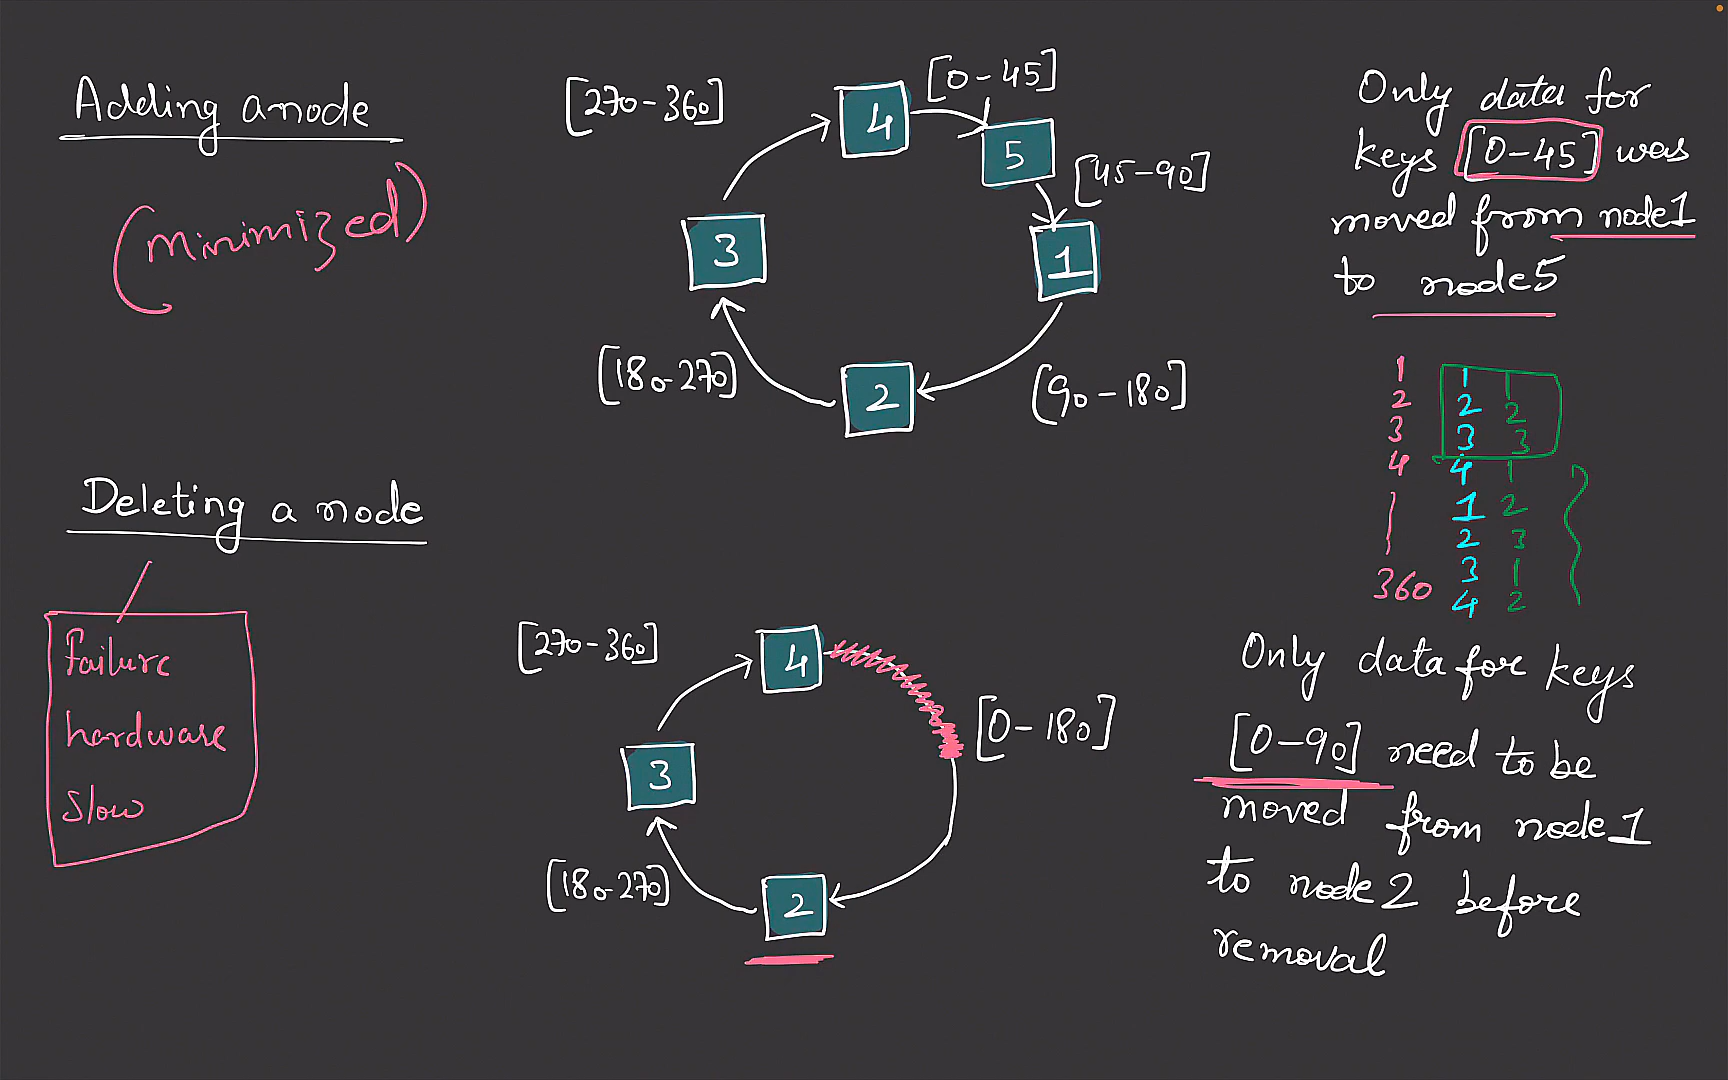 Adding a node
(minimized)
[270-360]
4
[0-45]
5
[45-90]
3
1
[180-270]
2
[90-180]
Only data for
keys [0-45] was
moved from node1
to node5
1 1 1
2 2 2
3 3 3
4 4 1
1 2
2 3
3 1
360 4 2
Deleting a node
Failure
hardware
Slow
[270-360]
4
[0-180]
3
[180-270]
2
Only data for keys
[0-90] need to be
moved from node1
to node2 before
removal